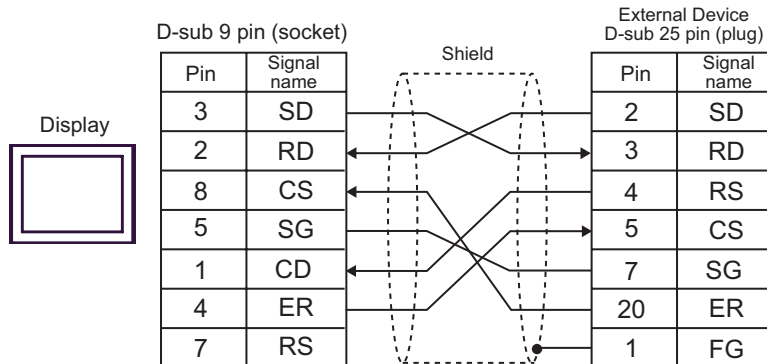 External Device
D-sub 9 pin (socket) D-sub 25 pin (plug)
Shield
Pin Signal name Pin Signal name
Display
3 SD 2 SD
2 RD 3 RD
8 CS 4 RS
5 SG 5 CS
1 CD 7 SG
4 ER 20 ER
7 RS 1 FG